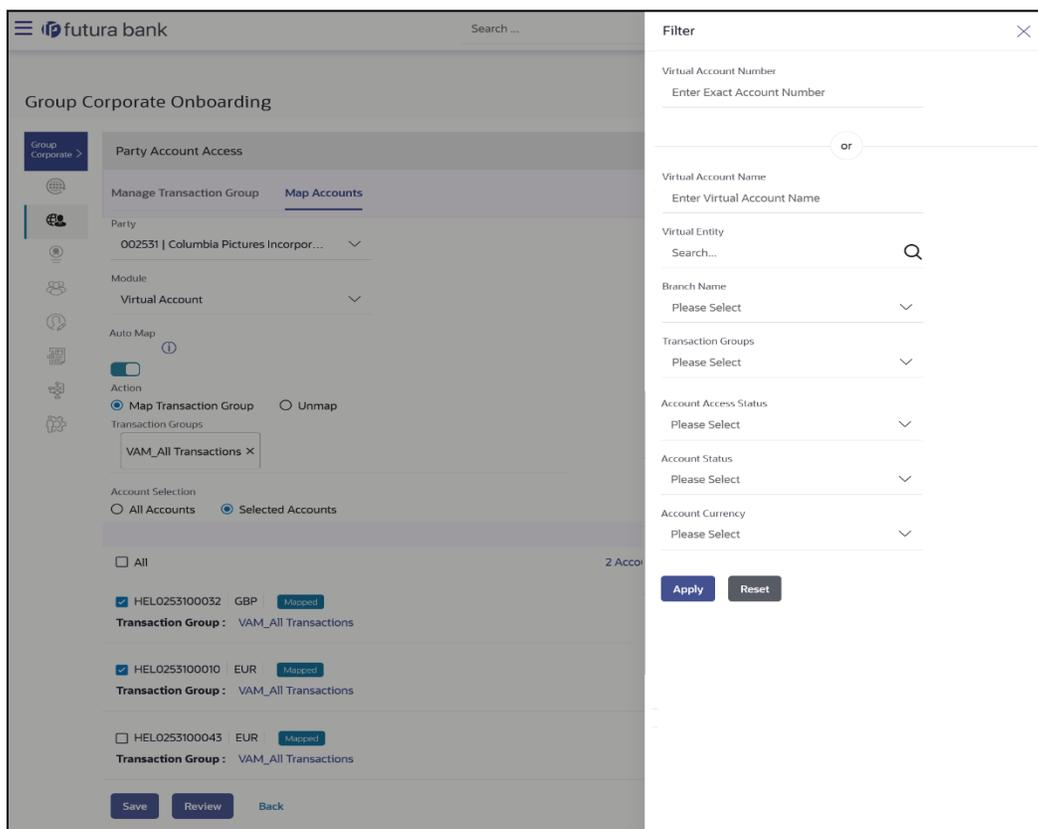 futura bank
Search ...
Group Corporate Onboarding
Group
Corporate >
Party Account Access
Manage Transaction Group
Map Accounts
Party
002531 | Columbia Pictures Incorpor...
Module
Virtual Account
Auto Map
Action
Map Transaction Group
Unmap
Transaction Groups
VAM_All Transactions ×
Account Selection
All Accounts
Selected Accounts
All
2 Accou
HEL0253100032 | GBP | Mapped
Transaction Group : VAM_All Transactions
HEL0253100010 | EUR | Mapped
Transaction Group : VAM_All Transactions
HEL0253100043 | EUR | Mapped
Transaction Group : VAM_All Transactions
Save
Review
Back
Filter
Virtual Account Number
Enter Exact Account Number
or
Virtual Account Name
Enter Virtual Account Name
Virtual Entity
Search...
Branch Name
Please Select
Transaction Groups
Please Select
Account Access Status
Please Select
Account Status
Please Select
Account Currency
Please Select
Apply
Reset